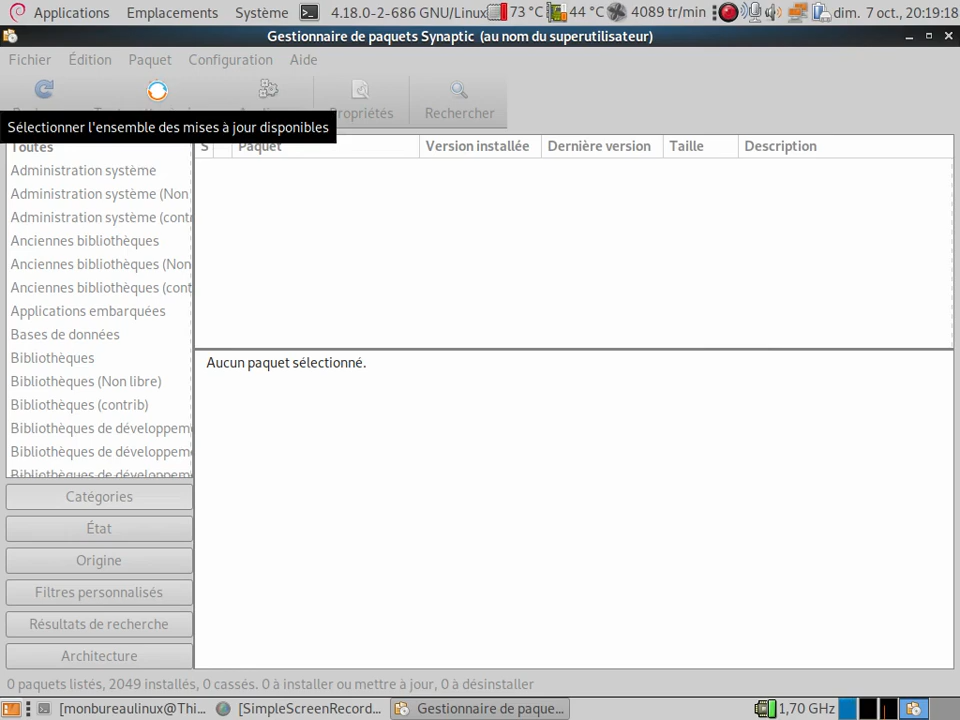 Applications Emplacements Système 4.18.0-2-686 GNU/Linux 73 °C 44 °C 4089 tr/min dim. 7 oct., 20:19:18
Gestionnaire de paquets Synaptic (au nom du superutilisateur)
Fichier Édition Paquet Configuration Aide
Propriétés Rechercher
Sélectionner l'ensemble des mises à jour disponibles
Toutes
S Paquet Version installée Dernière version Taille Description
Administration système
Administration système (Non
Administration système (cont
Anciennes bibliothèques
Anciennes bibliothèques (Non
Anciennes bibliothèques (cont
Applications embarquées
Bases de données
Bibliothèques
Bibliothèques (Non libre)
Bibliothèques (contrib)
Bibliothèques de développem
Bibliothèques de développem
Bibliothèques de développem
Aucun paquet sélectionné.
Catégories
État
Origine
Filtres personnalisés
Résultats de recherche
Architecture
0 paquets listés, 2049 installés, 0 cassés. 0 à installer ou mettre à jour, 0 à désinstaller
[monbureaulinux@Thi... [SimpleScreenRecord... Gestionnaire de paque... 1,70 GHz